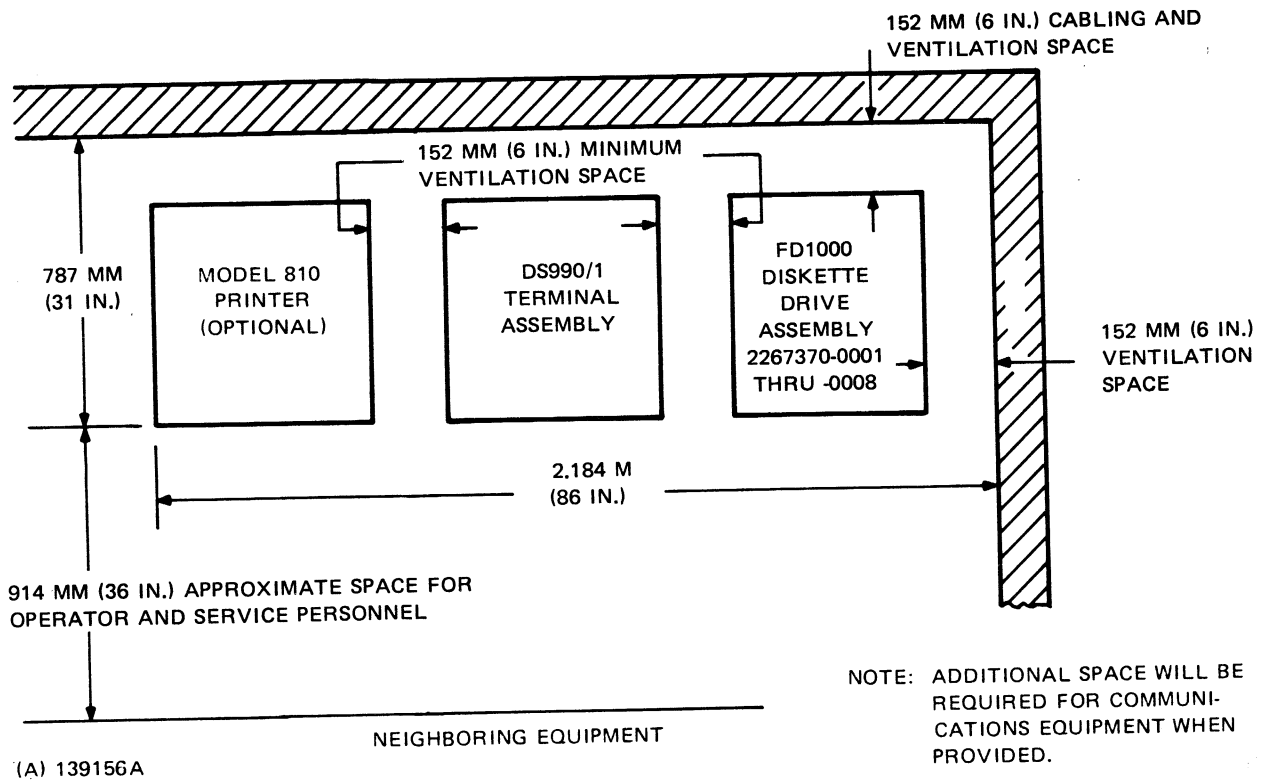 152 MM (6 IN.) CABLING AND
VENTILATION SPACE
152 MM (6 IN.) MINIMUM
VENTILATION SPACE
787 MM
(31 IN.)
MODEL 810
PRINTER
(OPTIONAL)
DS990/1
TERMINAL
ASSEMBLY
FD1000
DISKETTE
DRIVE
ASSEMBLY
2267370-0001
THRU -0008
152 MM (6 IN.)
VENTILATION
SPACE
2.184 M
(86 IN.)
914 MM (36 IN.) APPROXIMATE SPACE FOR
OPERATOR AND SERVICE PERSONNEL
NOTE: ADDITIONAL SPACE WILL BE
REQUIRED FOR COMMUNI-
CATIONS EQUIPMENT WHEN
PROVIDED.
NEIGHBORING EQUIPMENT
(A) 139156A